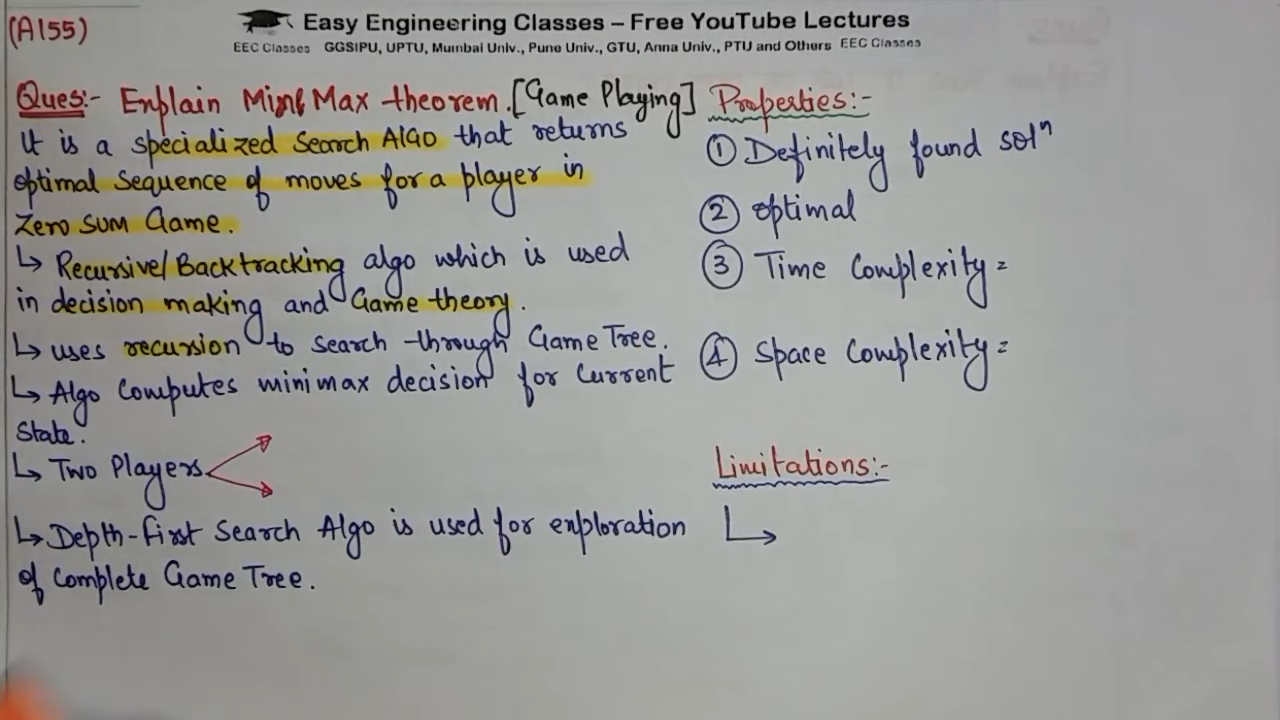 (A155)
Easy Engineering Classes – Free YouTube Lectures
EEC Classes GGSIPU, UPTU, Mumbai Univ., Pune Univ., GTU, Anna Univ., PTU and Others EEC Classes
Ques:- Explain Min Max theorem. [Game Playing]
It is a specialized Search Algo that returns
optimal sequence of moves for a player in
Zero sum Game.
↳ Recursive/Backtracking algo which is used
in decision making and Game theory.
↳ uses recursion to search through Game Tree.
↳ Algo Computes minimax decision for Current
State.
↳ Two Players
↳ Depth-first Search Algo is used for exploration
of Complete Game Tree.
Properties:-
① Definitely found solⁿ
② optimal
③ Time Complexity =
④ Space Complexity =
Limitations:-